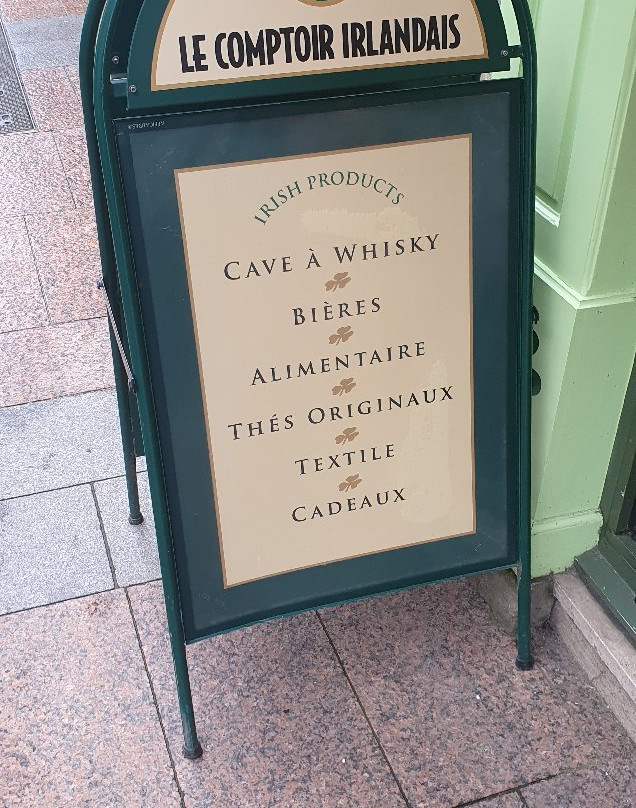 LE COMPTOIR IRLANDAIS
IRISH PRODUCTS
CAVE À WHISKY
BIÈRES
ALIMENTAIRE
THÉS ORIGINAUX
TEXTILE
CADEAUX